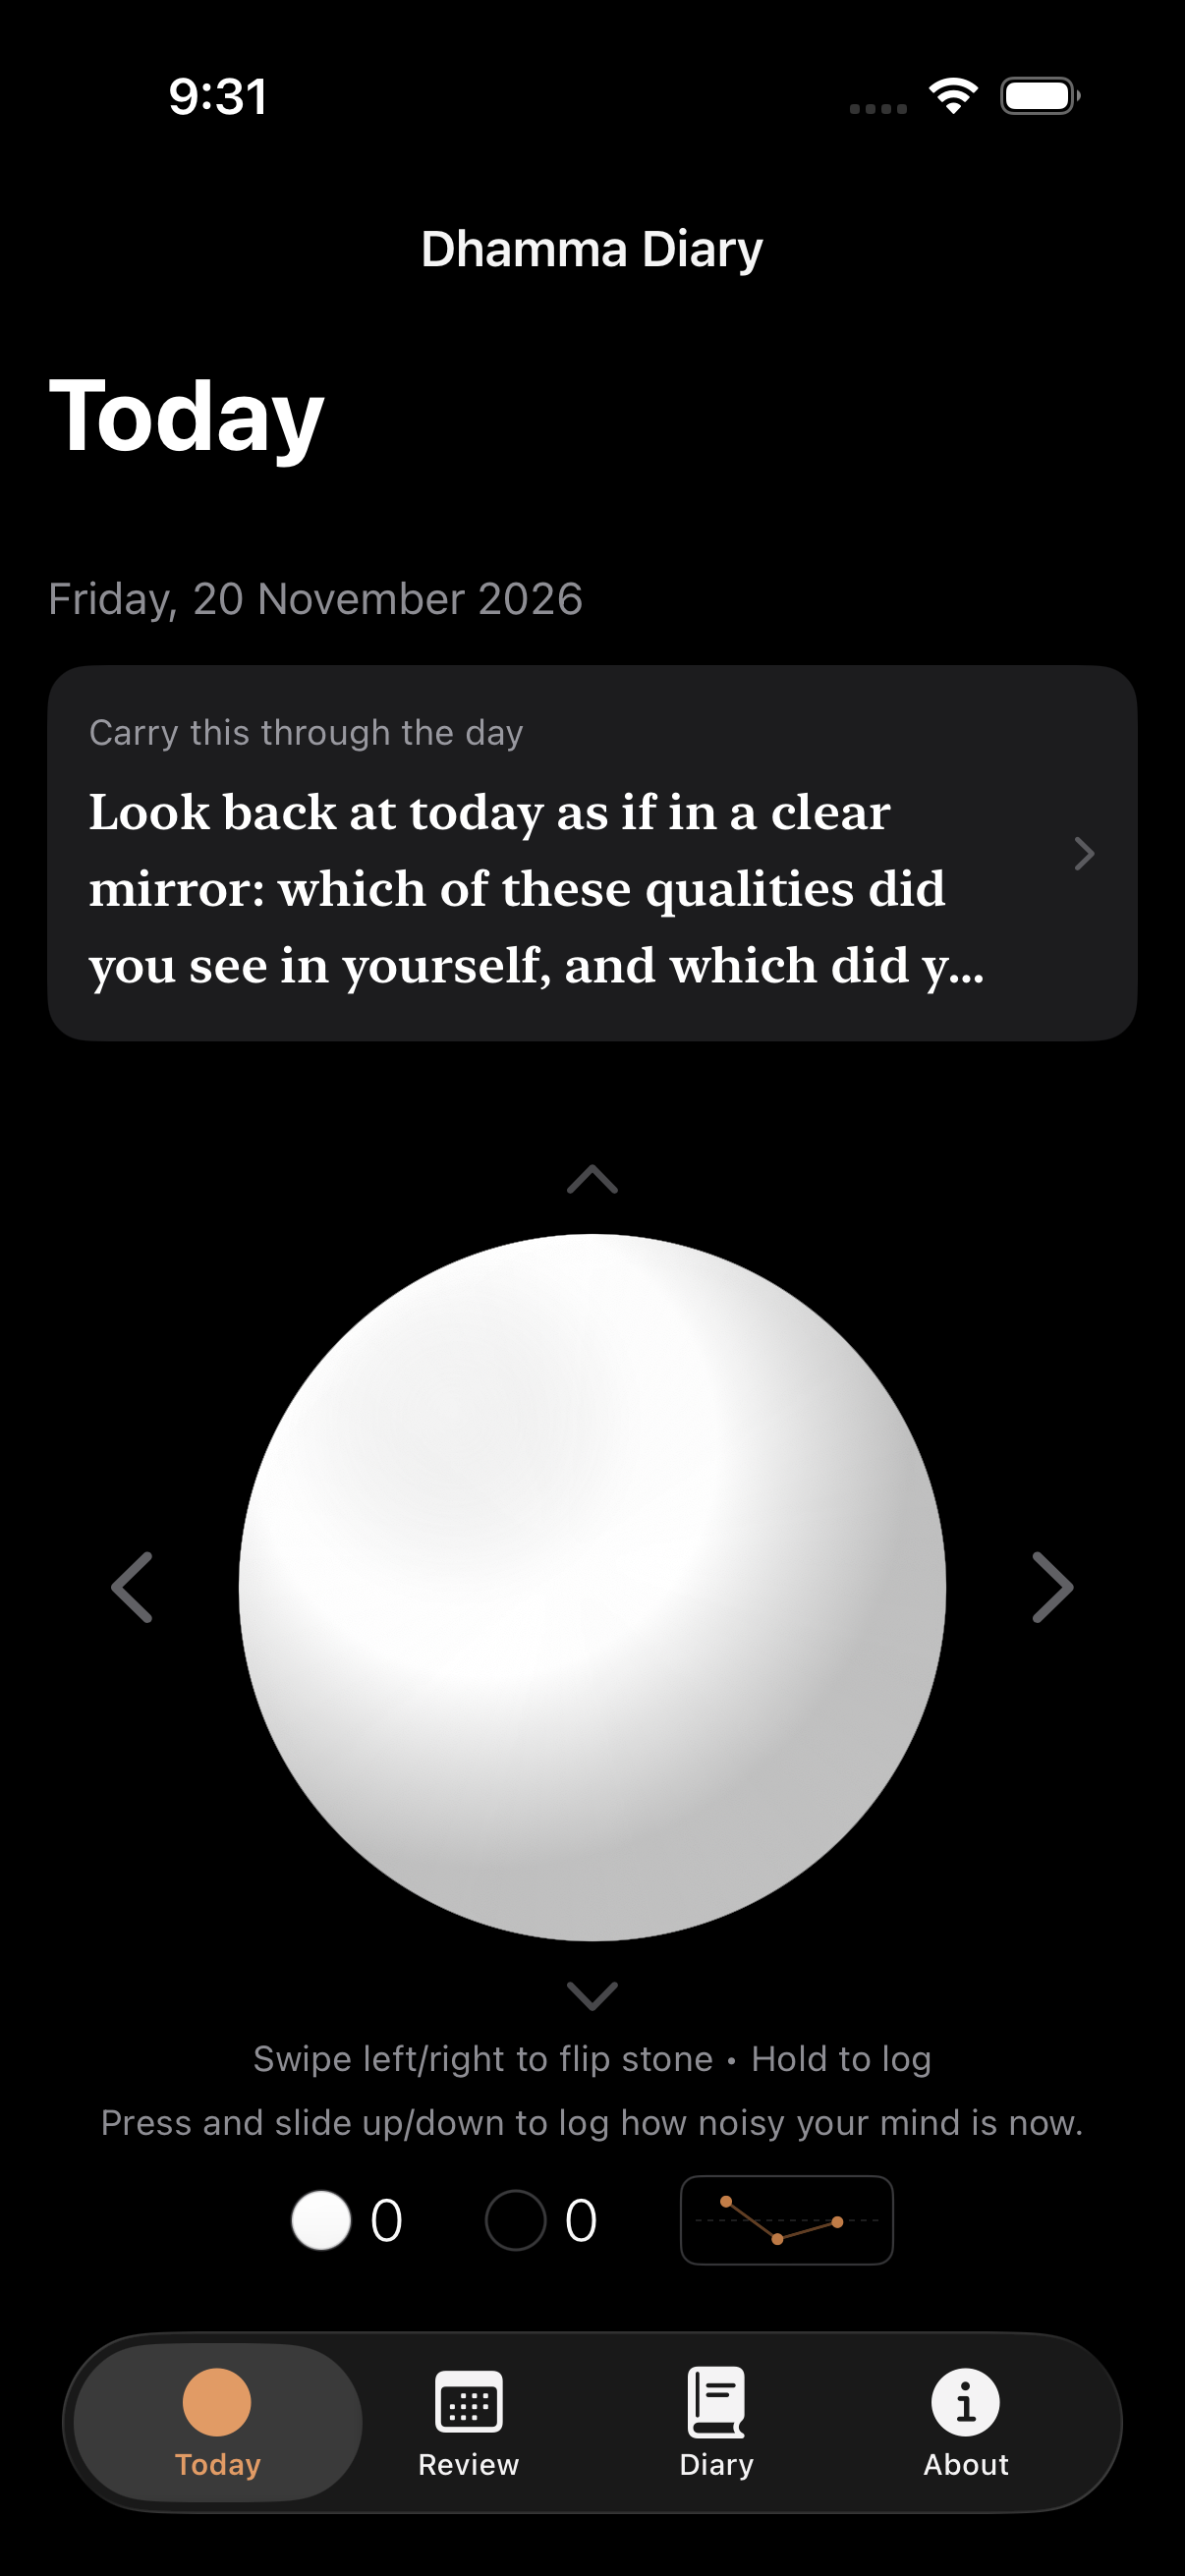 9:31
Dhamma Diary
Today
Friday, 20 November 2026
Carry this through the day
Look back at today as if in a clear
mirror: which of these qualities did
you see in yourself, and which did y...
Swipe left/right to flip stone • Hold to log
Press and slide up/down to log how noisy your mind is now.
0 0
Today Review Diary About